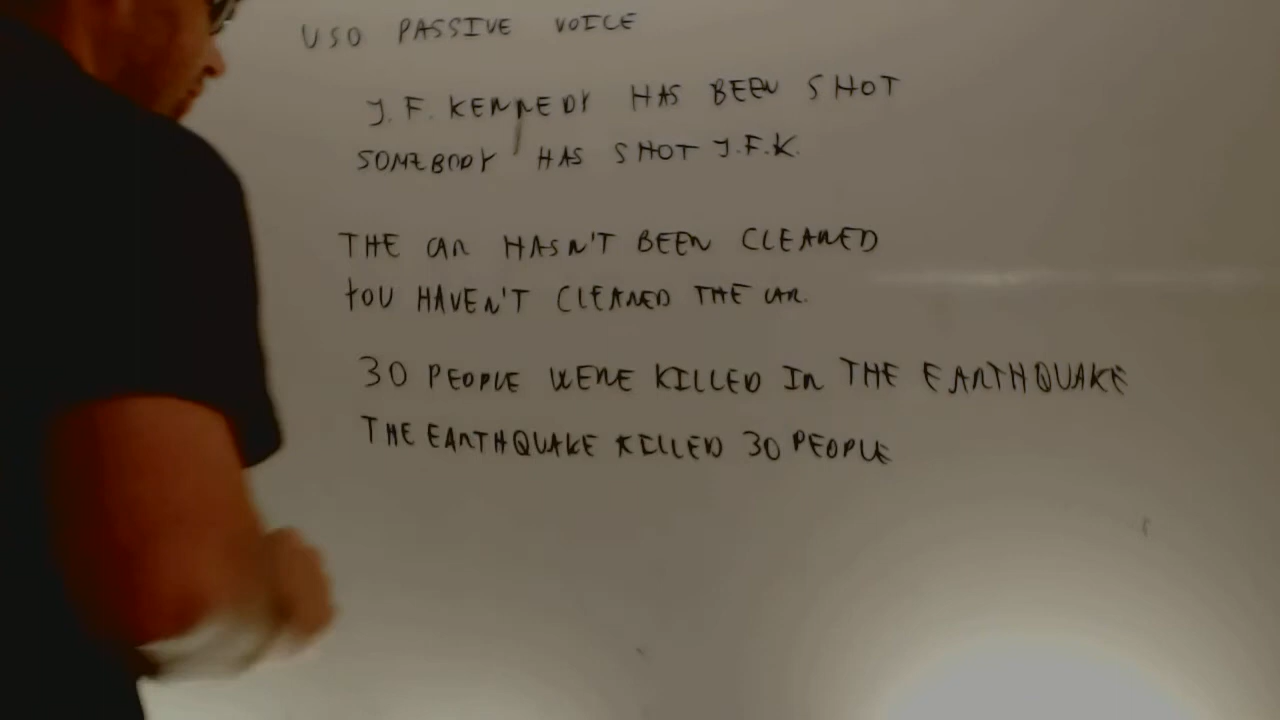 USO PASSIVE VOICE
J.F. KENNEDY HAS BEEN SHOT
SOMEBODY HAS SHOT J.F.K.
THE CAR HASN'T BEEN CLEANED
YOU HAVEN'T CLEANED THE CAR.
30 PEOPLE WERE KILLED IN THE EARTHQUAKE
THE EARTHQUAKE KILLED 30 PEOPLE